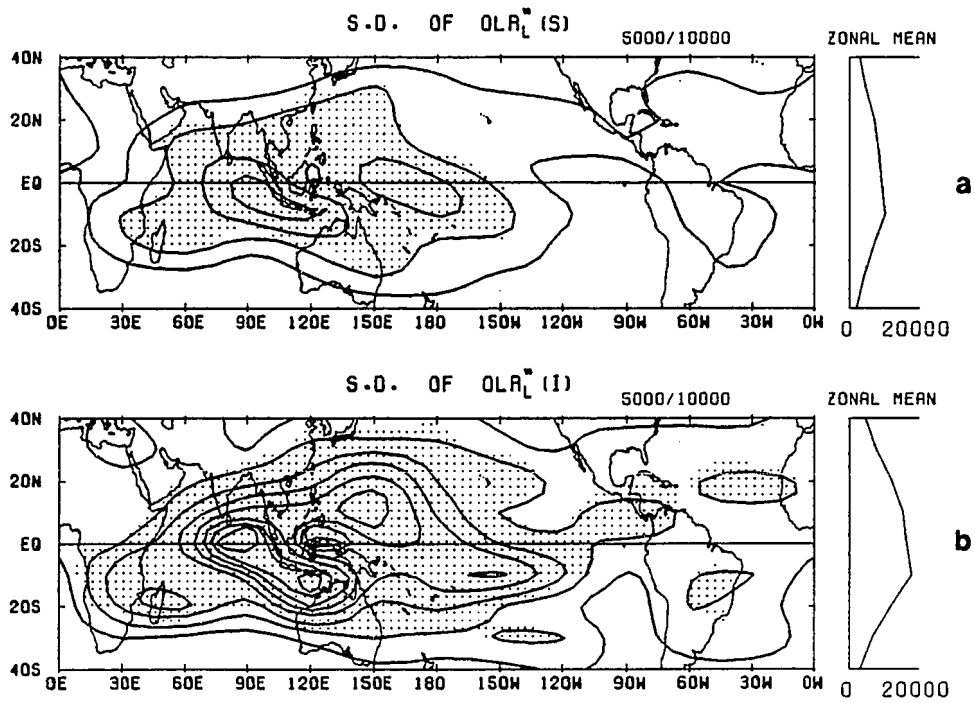 S.D. OF OLR_L^* (S)
5000/10000 ZONAL MEAN
40N
20N
EQ
20S
40S
0E 30E 60E 90E 120E 150E 180 150W 120W 90W 60W 30W 0W
0 20000
a
S.D. OF OLR_L^* (I)
5000/10000 ZONAL MEAN
40N
20N
EQ
20S
40S
0E 30E 60E 90E 120E 150E 180 150W 120W 90W 60W 30W 0W
0 20000
b